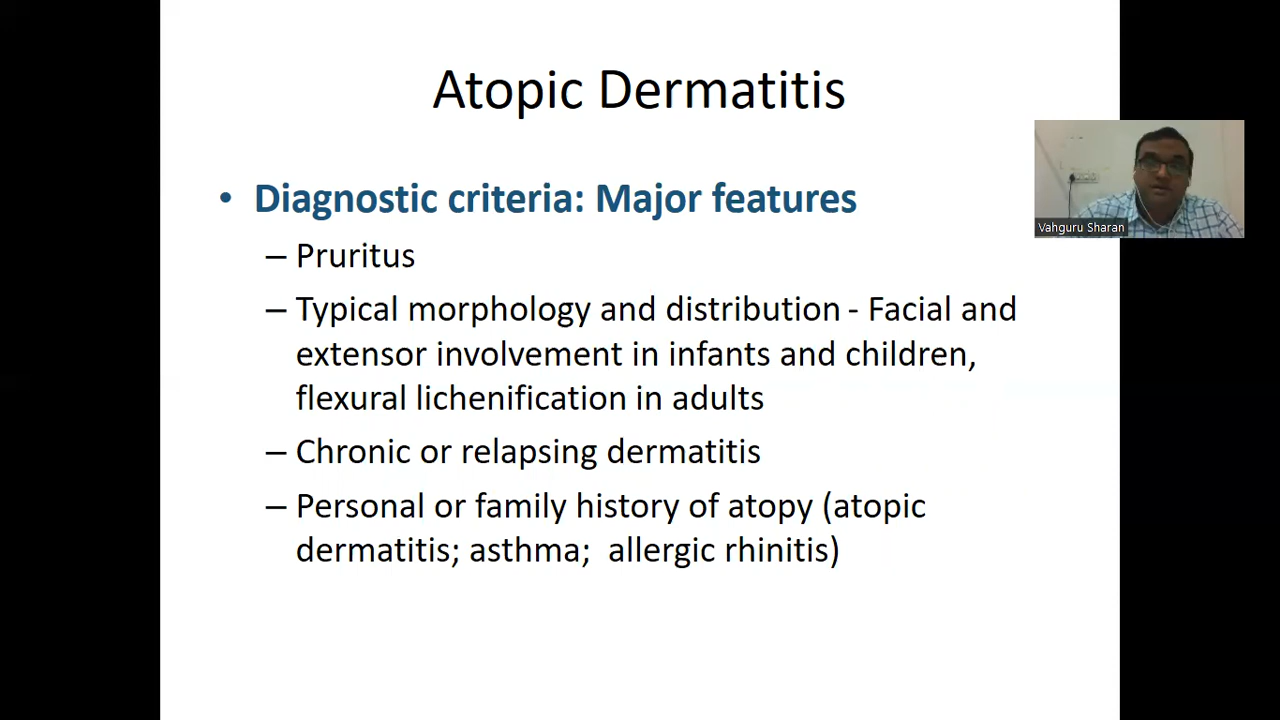 Atopic Dermatitis
• Diagnostic criteria: Major features
– Pruritus
– Typical morphology and distribution - Facial and
extensor involvement in infants and children,
flexural lichenification in adults
– Chronic or relapsing dermatitis
– Personal or family history of atopy (atopic
dermatitis; asthma;  allergic rhinitis)
Vahguru Sharan